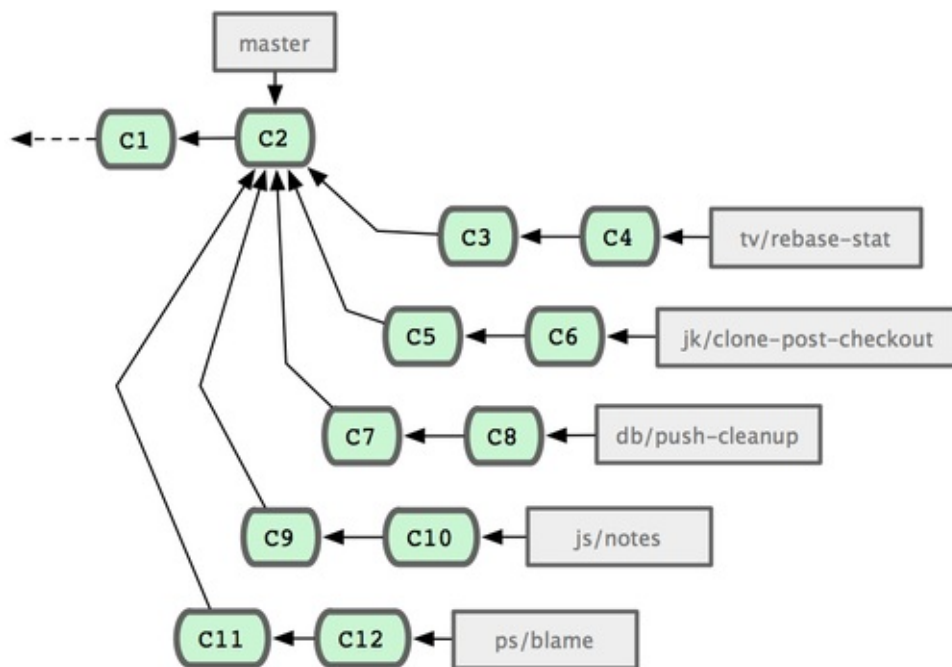 master
C1
C2
C3
C4
tv/rebase-stat
C5
C6
jk/clone-post-checkout
C7
C8
db/push-cleanup
C9
C10
js/notes
C11
C12
ps/blame